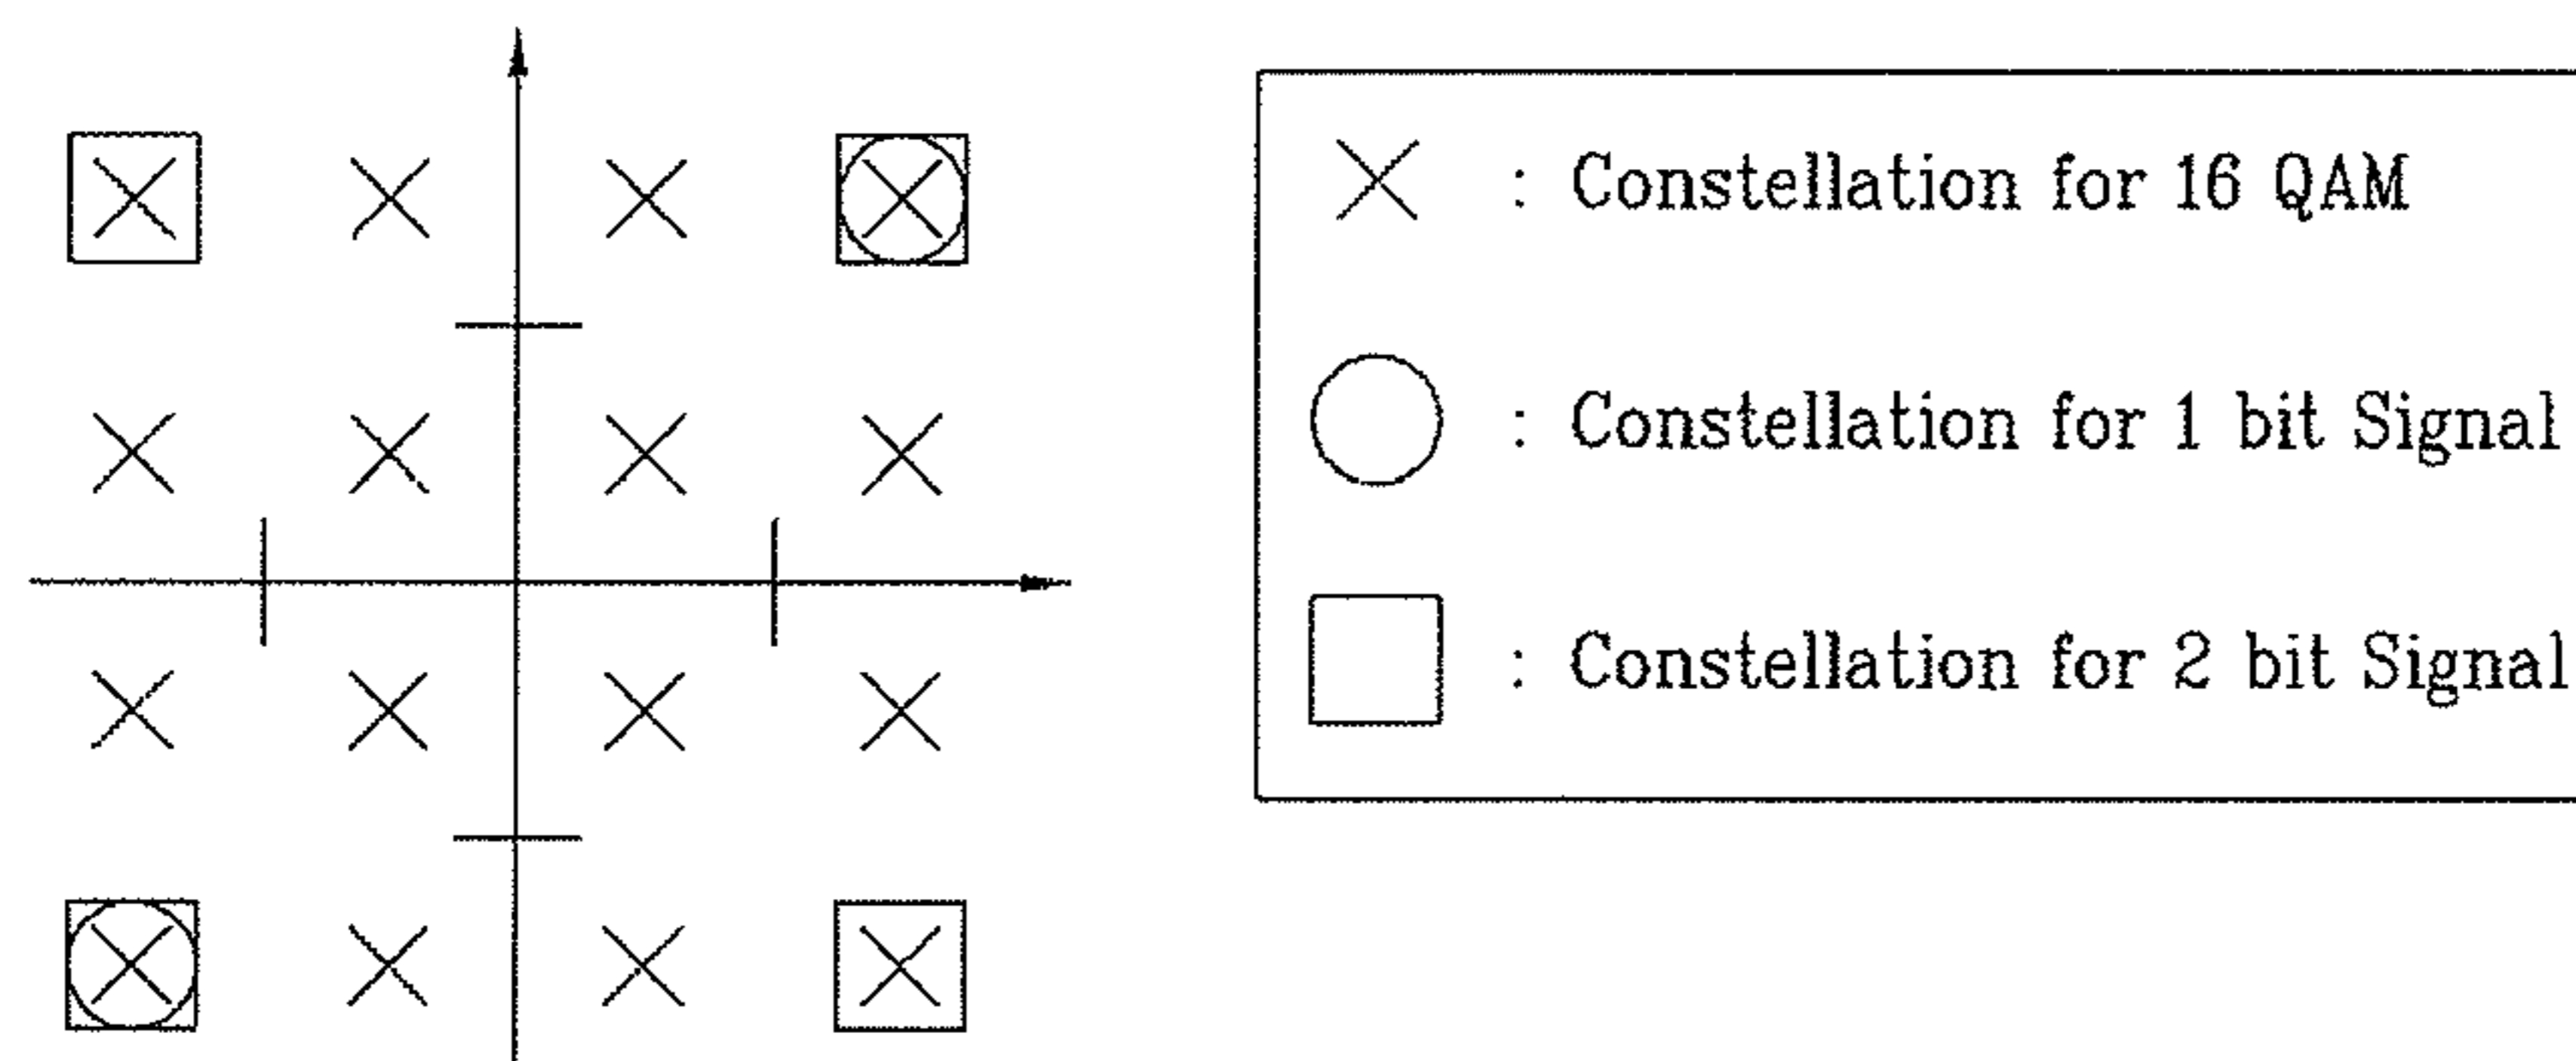 : Constellation for 16 QAM
: Constellation for 1 bit Signal
: Constellation for 2 bit Signal